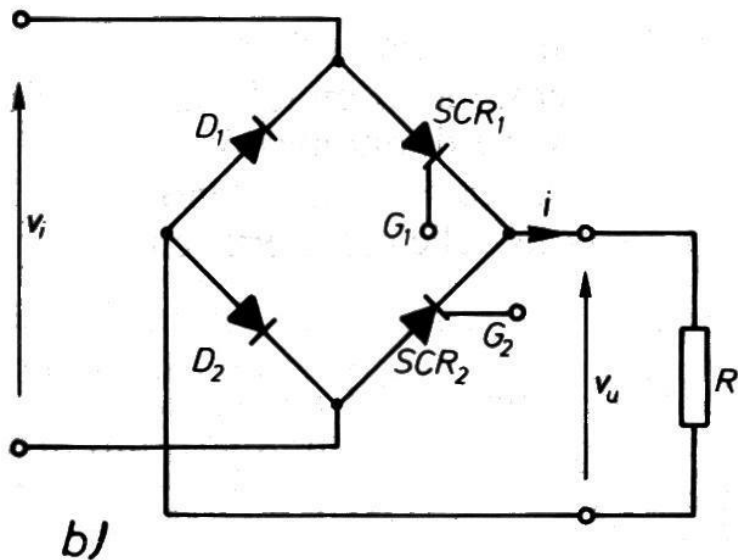 SCR₁
D₁
vᵢ
G₁
i
G₂
D₂
SCR₂
vᵤ
R
b)